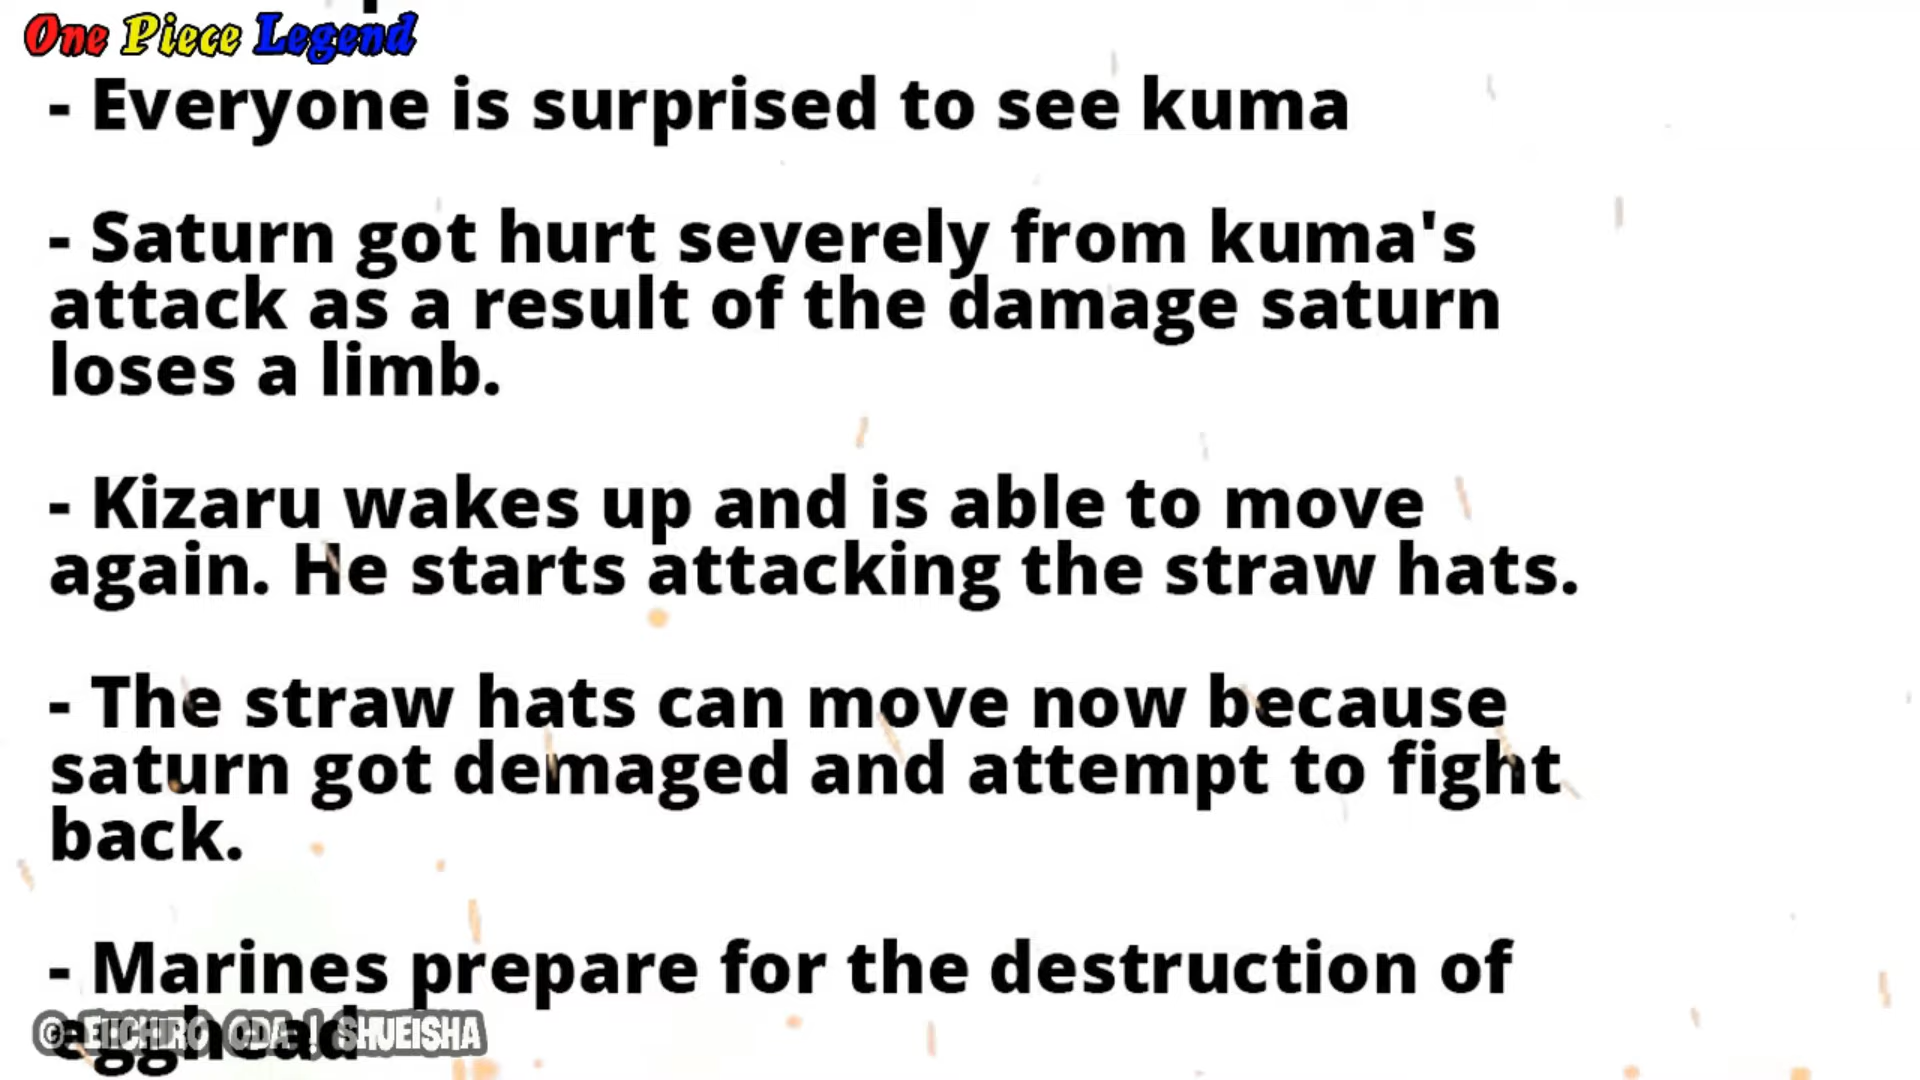 One Piece Legend
- Everyone is surprised to see kuma
- Saturn got hurt severely from kuma's
attack as a result of the damage saturn
loses a limb.
- Kizaru wakes up and is able to move
again. He starts attacking the straw hats.
- The straw hats can move now because
saturn got demaged and attempt to fight
back.
- Marines prepare for the destruction of
egghead
© EIICHIRO ODA / SHUEISHA